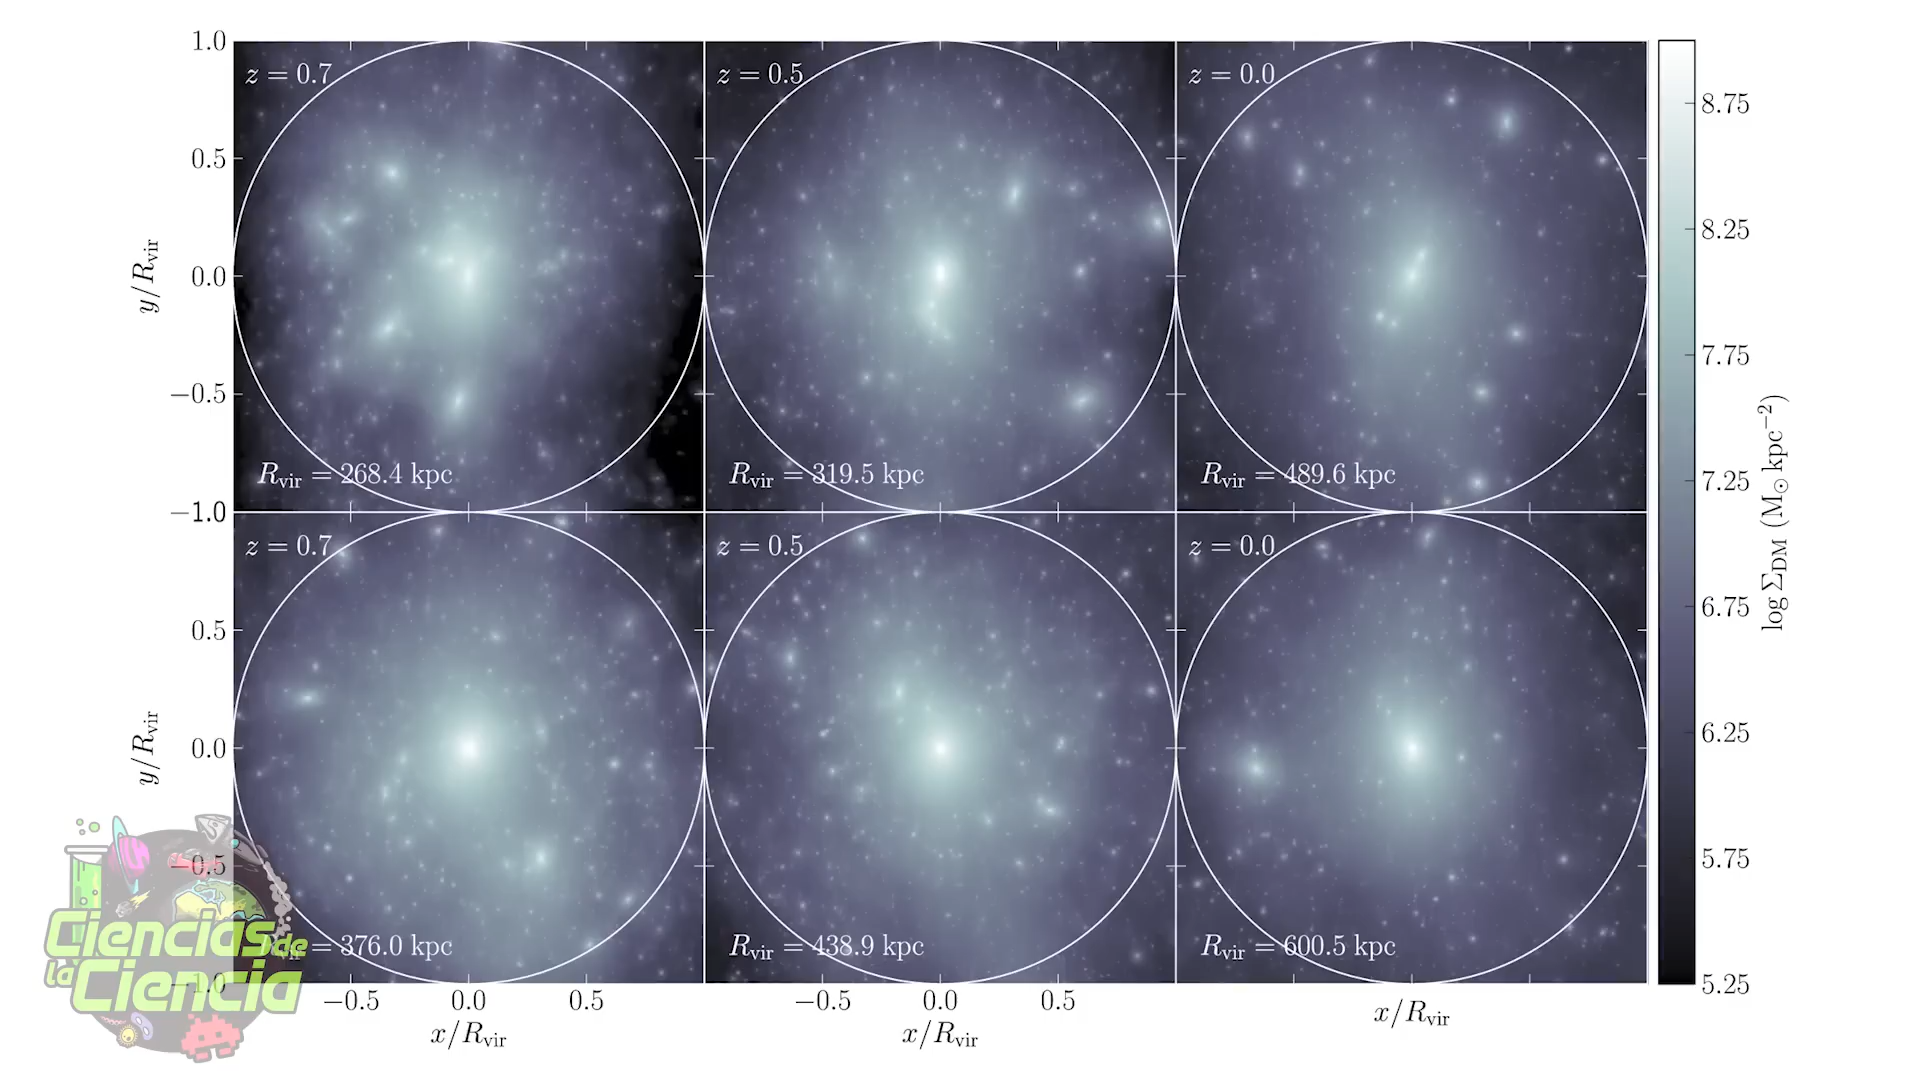 1.0
z = 0.7
z = 0.5
z = 0.0
8.75
0.5
8.25
y/R_vir
0.0
7.75
−0.5
R_vir = 268.4 kpc
R_vir = 319.5 kpc
R_vir = 489.6 kpc
7.25
−1.0
z = 0.7
z = 0.5
z = 0.0
log Σ_DM (M_⊙ kpc⁻²)
0.5
6.75
y/R_vir
0.0
6.25
−0.5
5.75
= 376.0 kpc
R_vir = 438.9 kpc
R_vir = 600.5 kpc
−1.0
5.25
−0.5
0.0
0.5
−0.5
0.0
0.5
x/R_vir
x/R_vir
x/R_vir
Ciencias de
la Ciencia